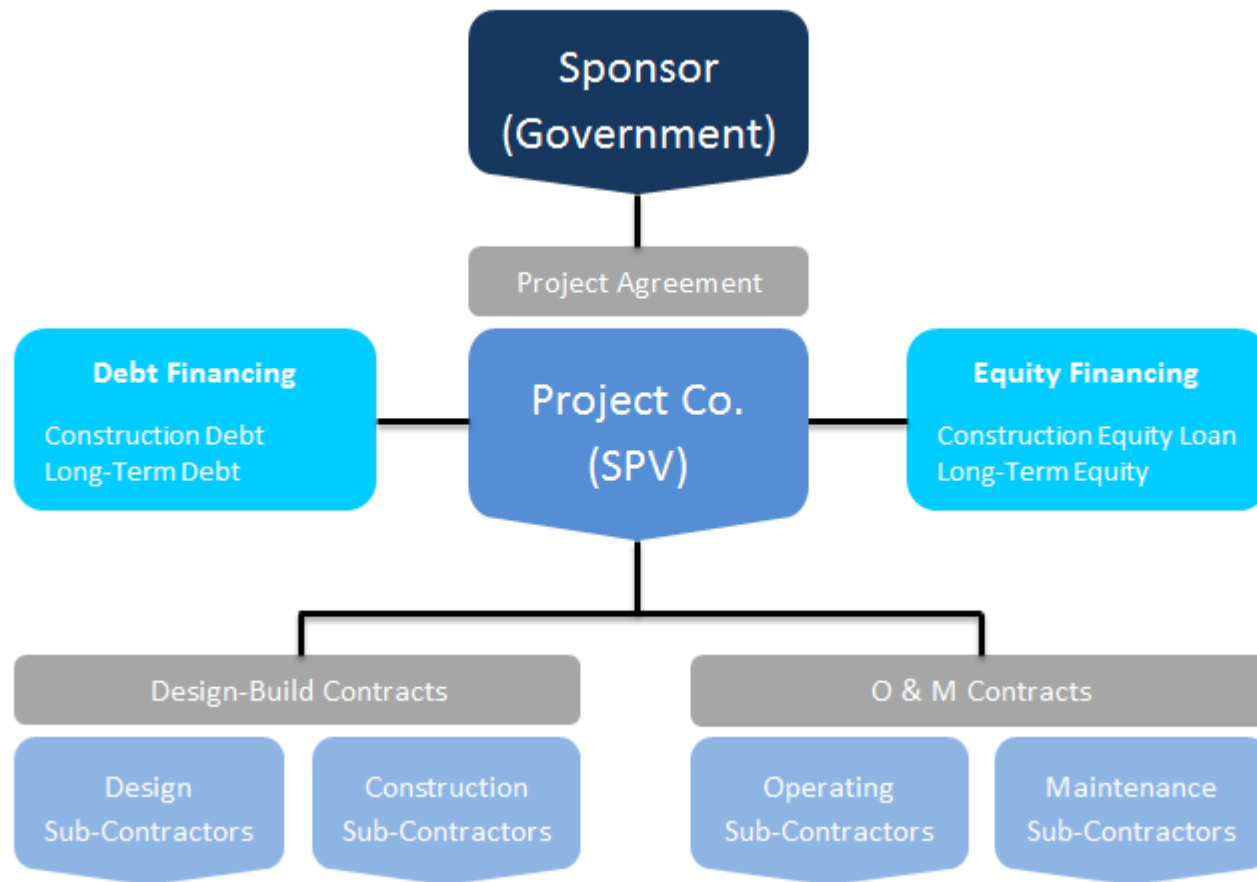 Sponsor
(Government)
Project Agreement
Debt Financing
Construction Debt
Long-Term Debt
Project Co.
(SPV)
Equity Financing
Construction Equity Loan
Long-Term Equity
Design-Build Contracts
O & M Contracts
Design
Sub-Contractors
Construction
Sub-Contractors
Operating
Sub-Contractors
Maintenance
Sub-Contractors